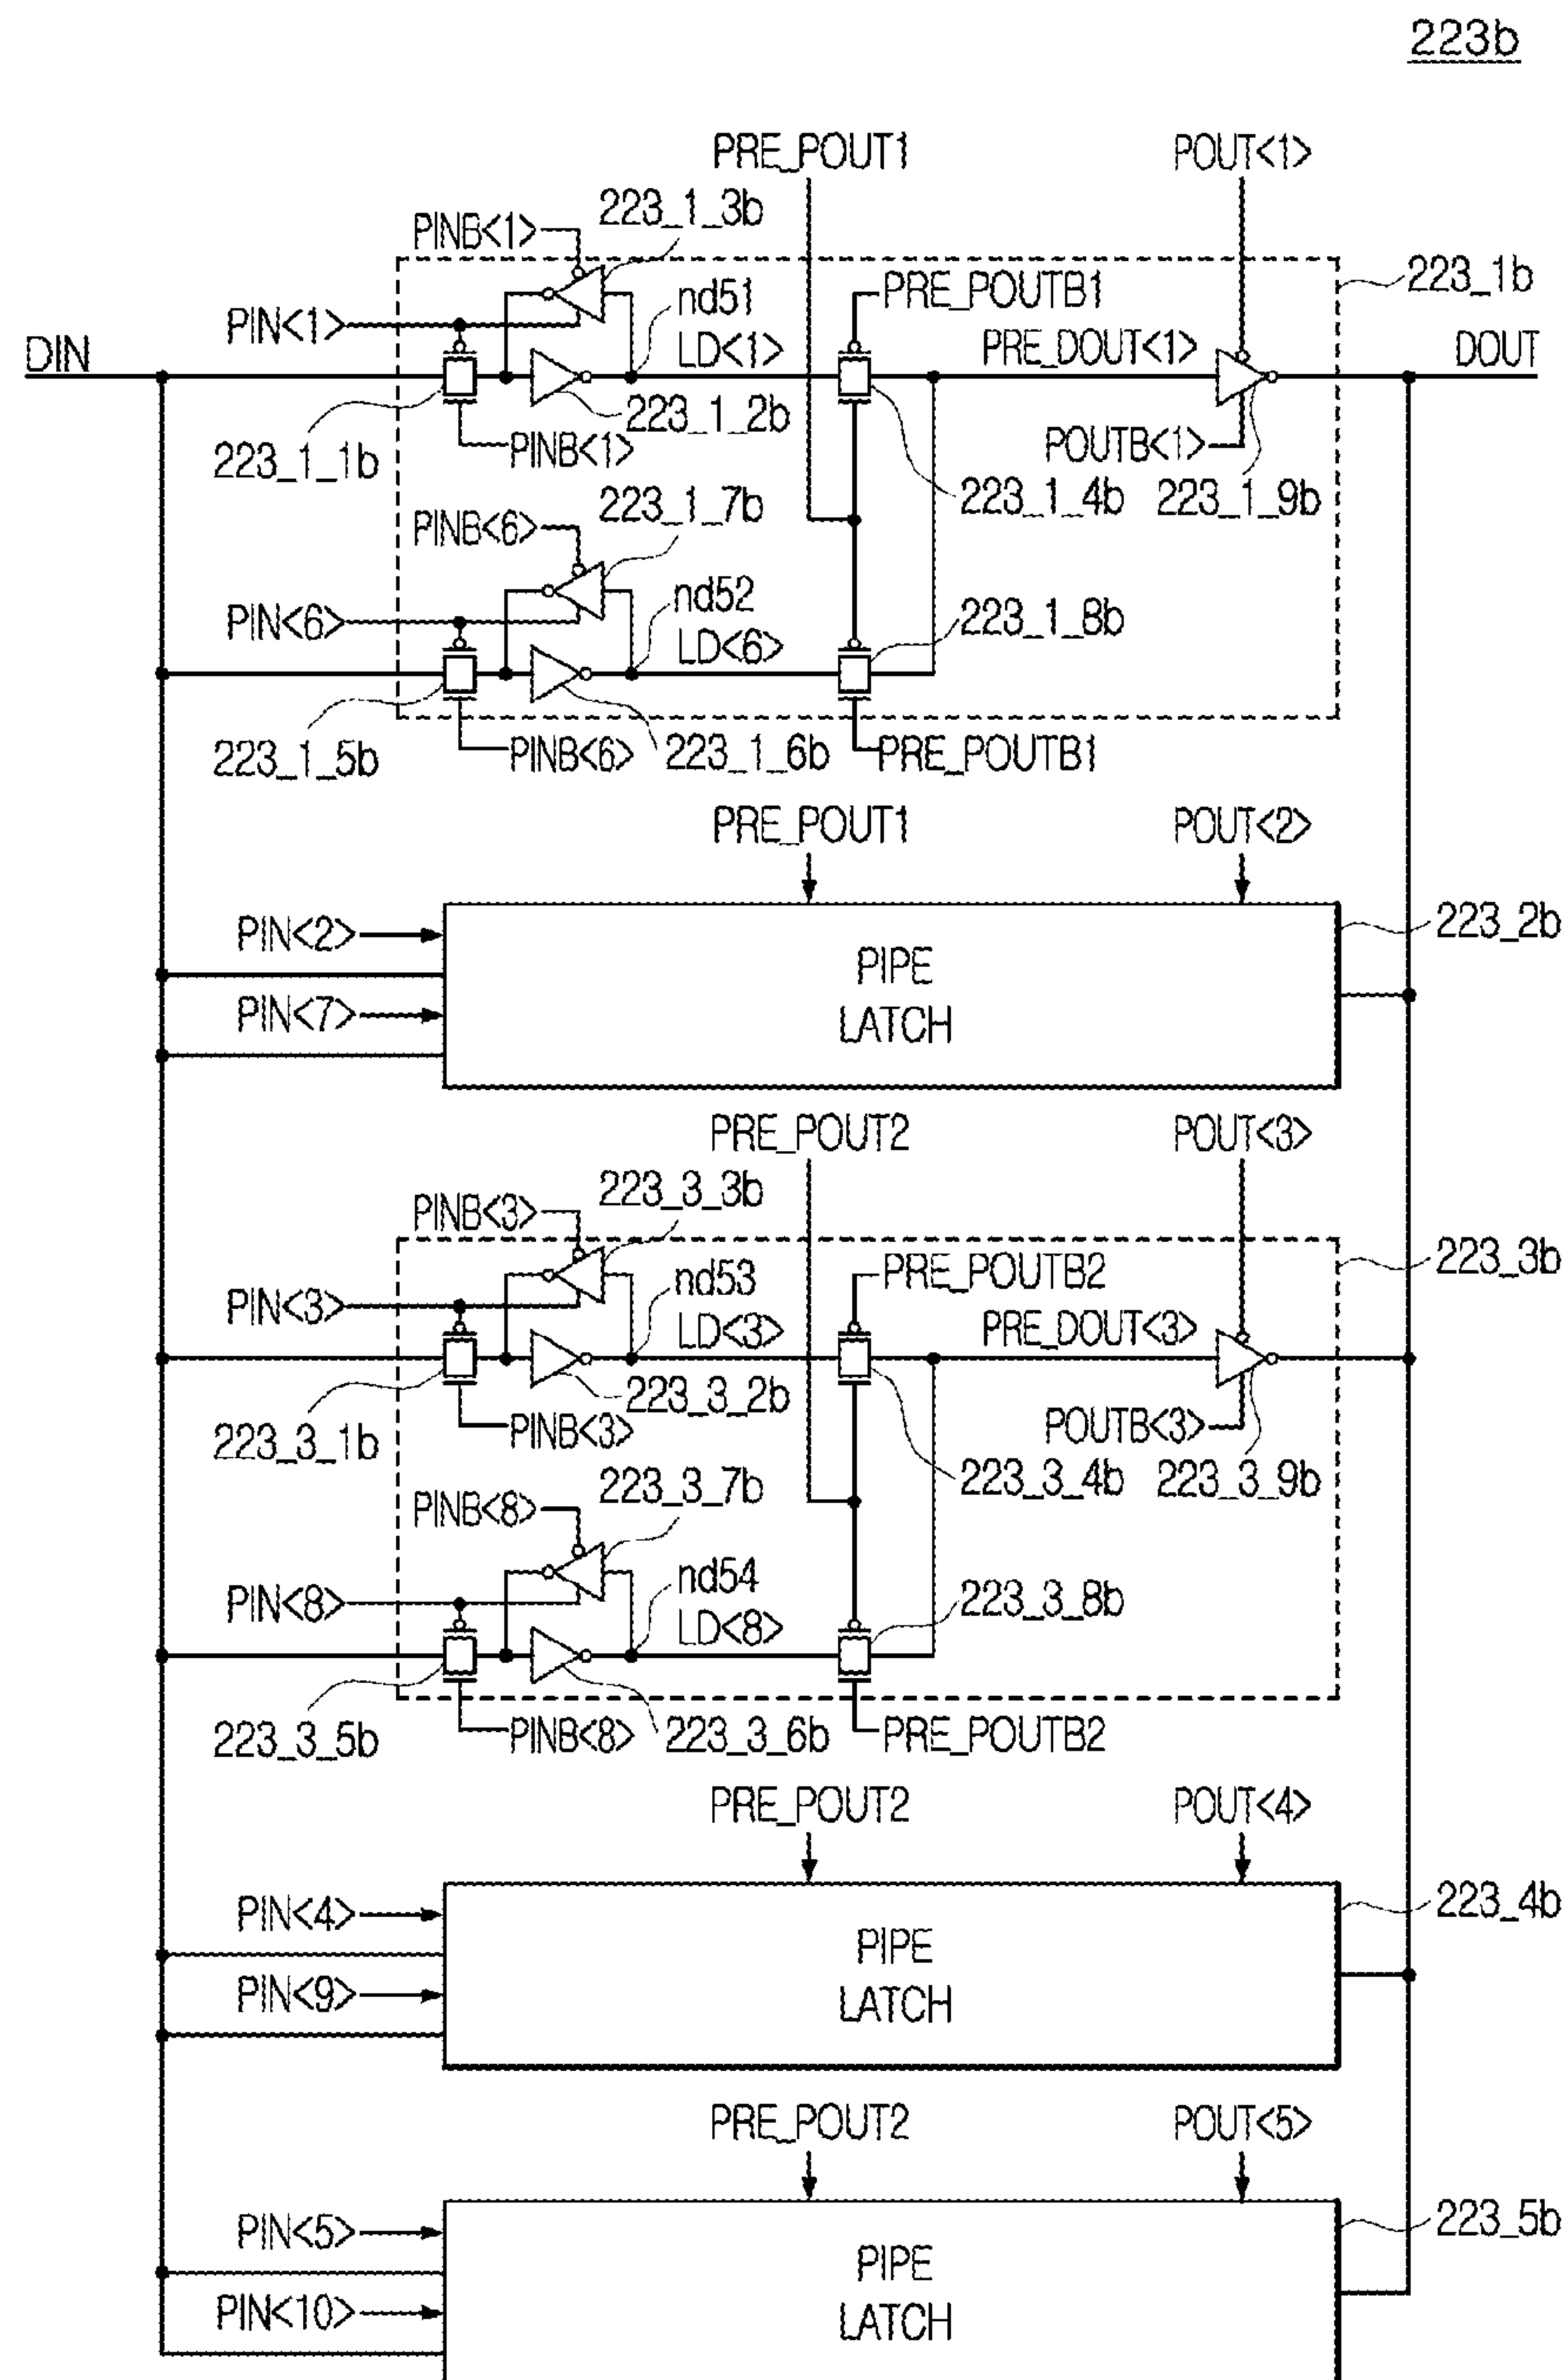 223b
PRE_POUT1
POUT<1>
223_1_3b
PINB<1>
223_1b
nd51
PRE_POUTB1
PIN<1>
DIN
LD<1>
PRE_DOUT<1>
DOUT
223_1_2b
223_1_1b
PINB<1>
POUTB<1>
223_1_4b
223_1_9b
223_1_7b
PINB<6>
nd52
PIN<6>
LD<6>
223_1_8b
223_1_5b
PINB<6>
223_1_6b
PRE_POUTB1
PRE_POUT1
POUT<2>
PIN<2>
223_2b
PIPE
PIN<7>
LATCH
PRE_POUT2
POUT<3>
223_3_3b
PINB<3>
223_3b
nd53
PRE_POUTB2
PIN<3>
LD<3>
PRE_DOUT<3>
223_3_2b
223_3_1b
PINB<3>
POUTB<3>
223_3_4b
223_3_9b
223_3_7b
PINB<8>
nd54
PIN<8>
LD<8>
223_3_8b
223_3_5b
PINB<8>
223_3_6b
PRE_POUTB2
PRE_POUT2
POUT<4>
PIN<4>
223_4b
PIPE
PIN<9>
LATCH
PRE_POUT2
POUT<5>
PIN<5>
223_5b
PIPE
PIN<10>
LATCH